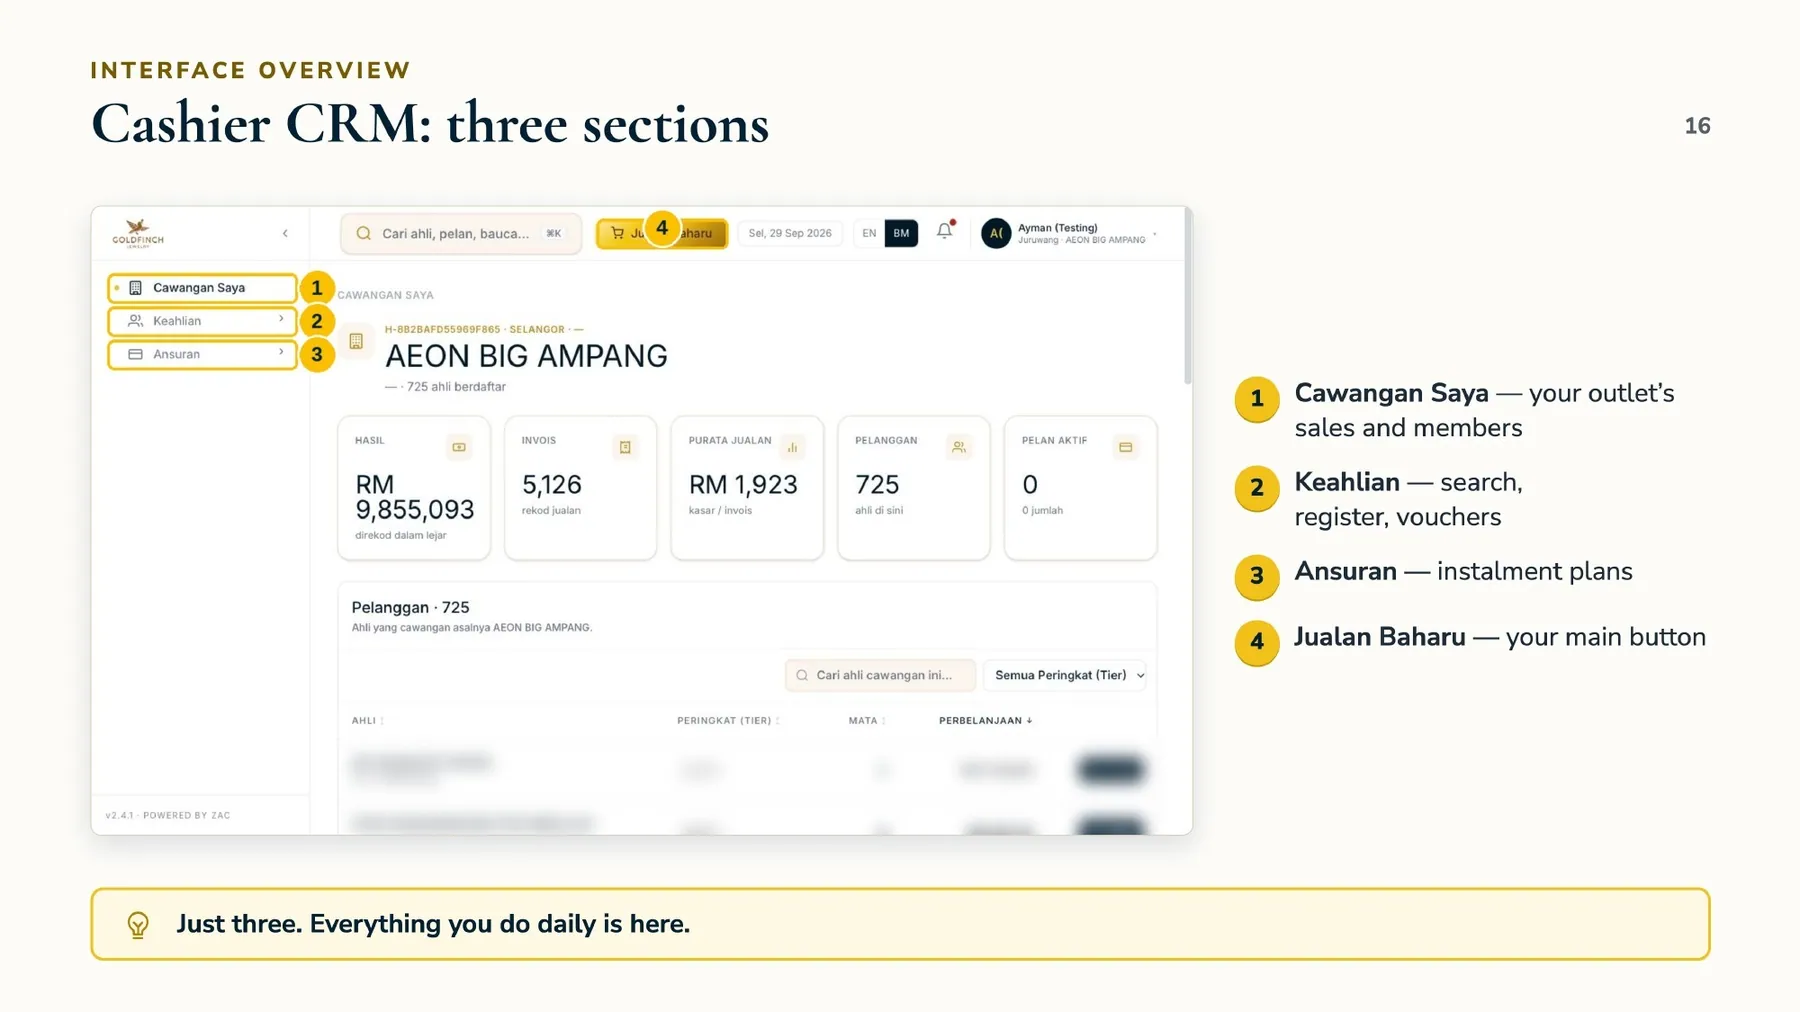 INTERFACE OVERVIEW
Cashier CRM: three sections
16
GOLDFINCH
JEWELRY
Cari ahli, pelan, bauca... ⌘K
4
Sel, 29 Sep 2026
EN BM
A(
Ayman (Testing)
Juruwang · AEON BIG AMPANG
Cawangan Saya 1
Keahlian 2
Ansuran 3
CAWANGAN SAYA
H-8B2BAFD55969F865 · SELANGOR · —
AEON BIG AMPANG
— · 725 ahli berdaftar
HASIL
RM
9,855,093
direkod dalam lejar
INVOIS
5,126
rekod jualan
PURATA JUALAN
RM 1,923
kasar / invois
PELANGGAN
725
ahli di sini
PELAN AKTIF
0
0 jumlah
Pelanggan · 725
Ahli yang cawangan asalnya AEON BIG AMPANG.
Cari ahli cawangan ini...
Semua Peringkat (Tier)
AHLI PERINGKAT (TIER) MATA PERBELANJAAN ↓
v2.4.1 · POWERED BY ZAC
1 Cawangan Saya — your outlet’s
sales and members
2 Keahlian — search,
register, vouchers
3 Ansuran — instalment plans
4 Jualan Baharu — your main button
Just three. Everything you do daily is here.